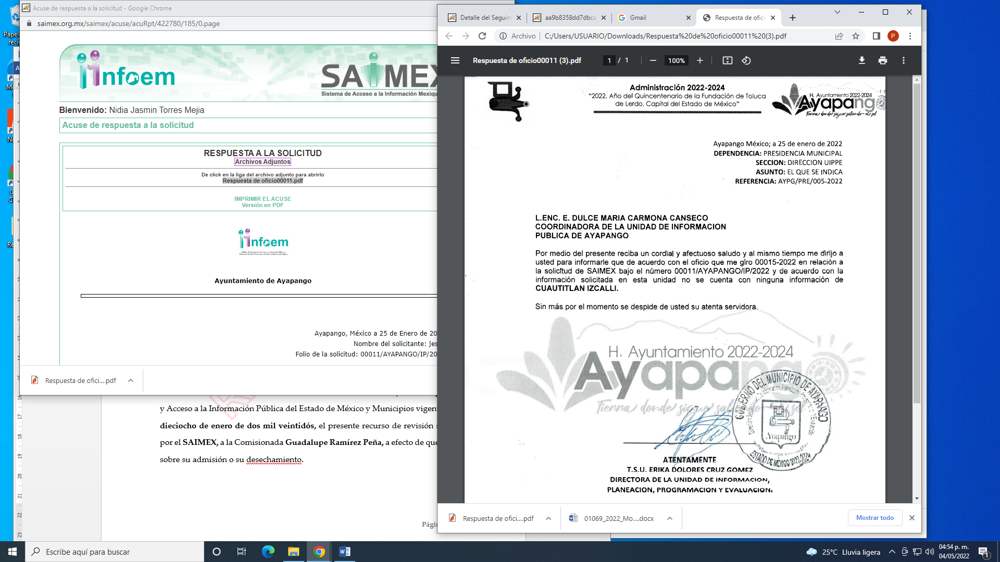 Acuse de respuesta a la solicitud - Google Chrome
saimex.org.mx/saimex/acuse/acuRpt/422780/185/0.page
infoem
SAIMEX
Sistema de Acceso a la Información Mexiqu
Bienvenido: Nidia Jasmin Torres Mejia
Acuse de respuesta a la solicitud
RESPUESTA A LA SOLICITUD
Archivos Adjuntos
De click en la liga del archivo adjunto para abrirlo
Respuesta de oficio00011.pdf
IMPRIMIR EL ACUSE
Versión en PDF
infoem
Ayuntamiento de Ayapango
Ayapango, México a 25 de Enero de 20
Nombre del solicitante: jes
Folio de la solicitud: 00011/AYAPANGO/IP/20
Respuesta de ofici....pdf
y Acceso a la Información Pública del Estado de México y Municipios vigen
dieciocho de enero de dos mil veintidós, el presente recurso de revisión s
por el SAIMEX, a la Comisionada Guadalupe Ramírez Peña, a efecto de que
sobre su admisión o su desechamiento.
Págin
Detalle del Seguim
aa9b8358dd7dbca
Gmail
Respuesta de ofici
Archivo
C:/Users/USUARIO/Downloads/Respuesta%20de%20oficio00011%20(3).pdf
P
Respuesta de oficio00011 (3).pdf
1 / 1
100%
Administración 2022-2024
"2022, Año del Quincentenario de la Fundación de Toluca
de Lerdo, Capital del Estado de México"
H. Ayuntamiento 2022-2024
Ayapango
Tierra donde sigue saliendo el sol
Ayapango México; a 25 de enero de 2022
DEPENDENCIA: PRESIDENCIA MUNICIPAL
SECCION: DIRECCION UIPPE
ASUNTO: EL QUE SE INDICA
REFERENCIA: AYPG/PRE/005-2022
L.ENC. E. DULCE MARIA CARMONA CANSECO
COORDINADORA DE LA UNIDAD DE INFORMACION
PUBLICA DE AYAPANGO
Por medio del presente reciba un cordial y afectuoso saludo y al mismo tiempo me dirijo a
usted para informarle que de acuerdo con el oficio que me giro 00015-2022 en relación a
la solicitud de SAIMEX bajo el número 00011/AYAPANGO/IP/2022 y de acuerdo con la
información solicitada en esta unidad no se cuenta con ninguna información de
CUAUTITLAN IZCALLI.
Sin más por el momento se despide de usted su atenta servidora.
H. Ayuntamiento 2022-2024
Ayapango
Tierra donde sigue saliendo el sol
GOBIERNO DEL MUNICIPIO DE AYAPANGO
Ayapango
ESTADO DE MÉXICO 2022-2024
ATENTAMENTE
T.S.U. ERIKA DOLORES CRUZ GOMEZ
DIRECTORA DE LA UNIDAD DE INFORMACION,
PLANEACION, PROGRAMACION Y EVALUACION.
Respuesta de ofici....pdf
01069_2022_Mo....docx
Mostrar todo
Escribe aquí para buscar
25°C Lluvia ligera
04:54 p. m.
04/05/2022
1